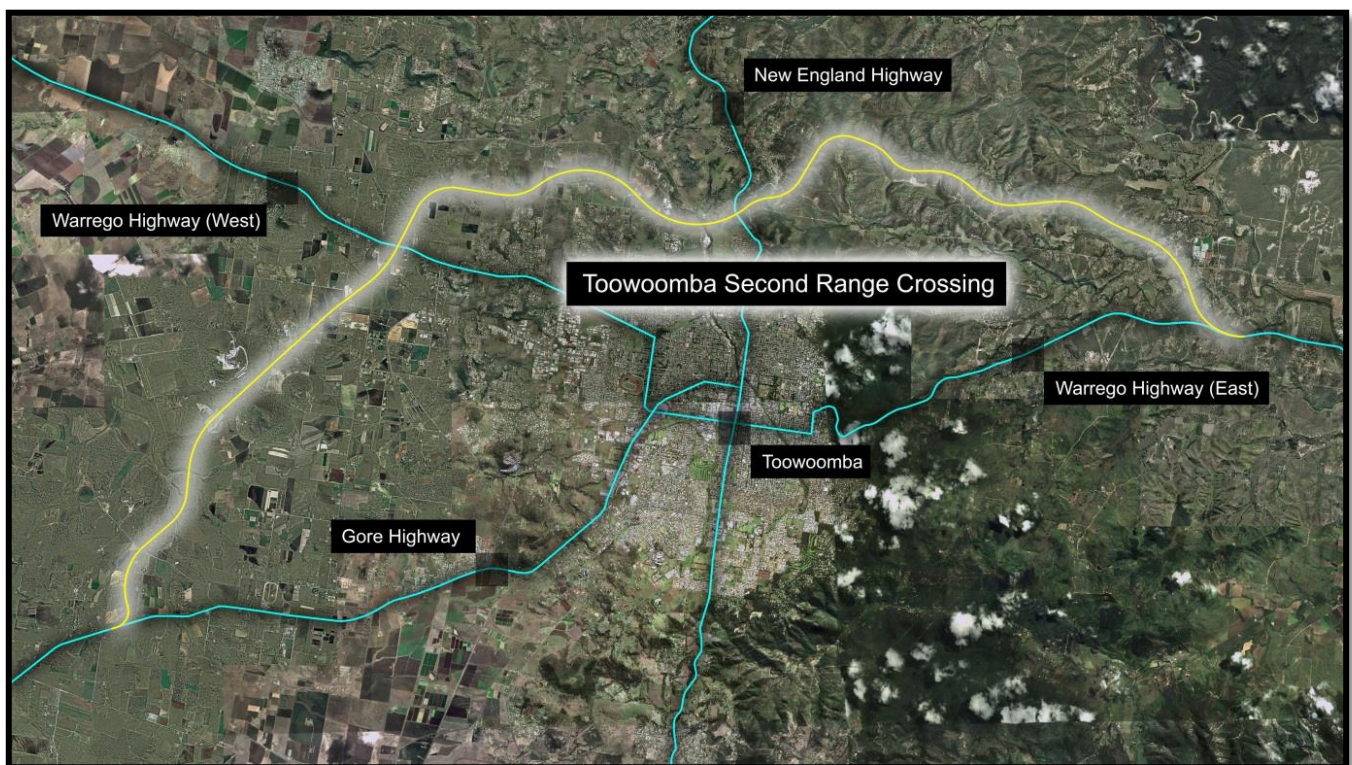 New England Highway
Warrego Highway (West)
Toowoomba Second Range Crossing
Warrego Highway (East)
Toowoomba
Gore Highway